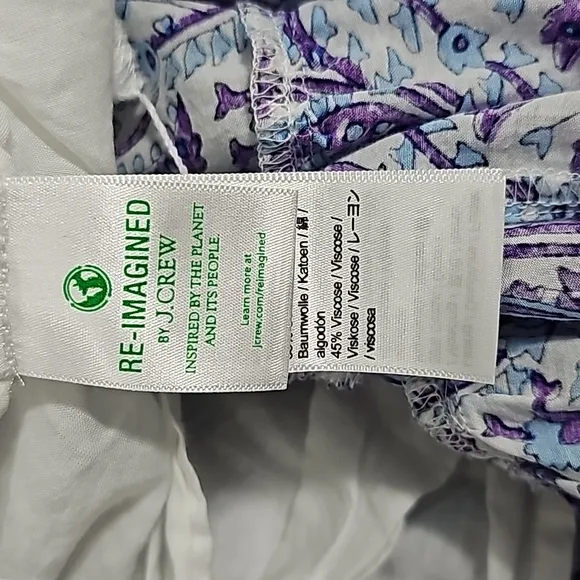 RE-IMAGINED
BY J.CREW
INSPIRED BY THE PLANET
AND ITS PEOPLE
Learn more at
jcrew.com/reimagined
Baumwolle / Katoen / 綿 /
algodón
45% Viscose / Viscose /
Viskose / Viscose / レーヨン
/ viscosa